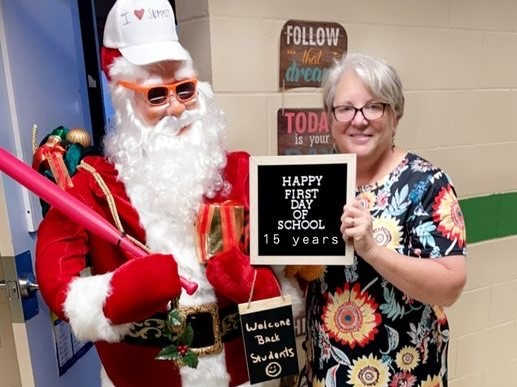 I ♥ SUMMER
FOLLOW
that
dream
TODAY
is your
HAPPY
FIRST
DAY
OF
SCHOOL
15 years
Welcome
Back
Students
☺